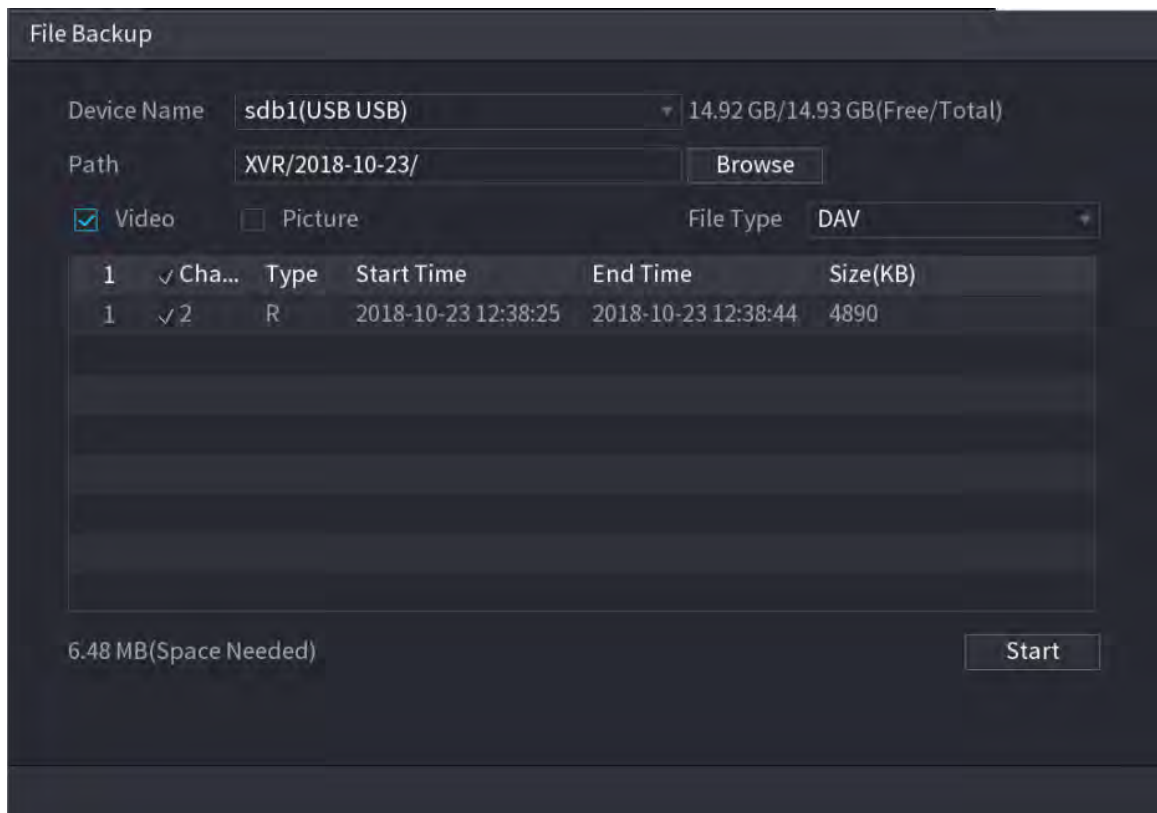 File Backup
Device Name sdb1(USB USB) 14.92 GB/14.93 GB(Free/Total)
Path XVR/2018-10-23/ Browse
Video Picture File Type DAV
1 Cha... Type Start Time End Time Size(KB)
1 2 R 2018-10-23 12:38:25 2018-10-23 12:38:44 4890
6.48 MB(Space Needed) Start